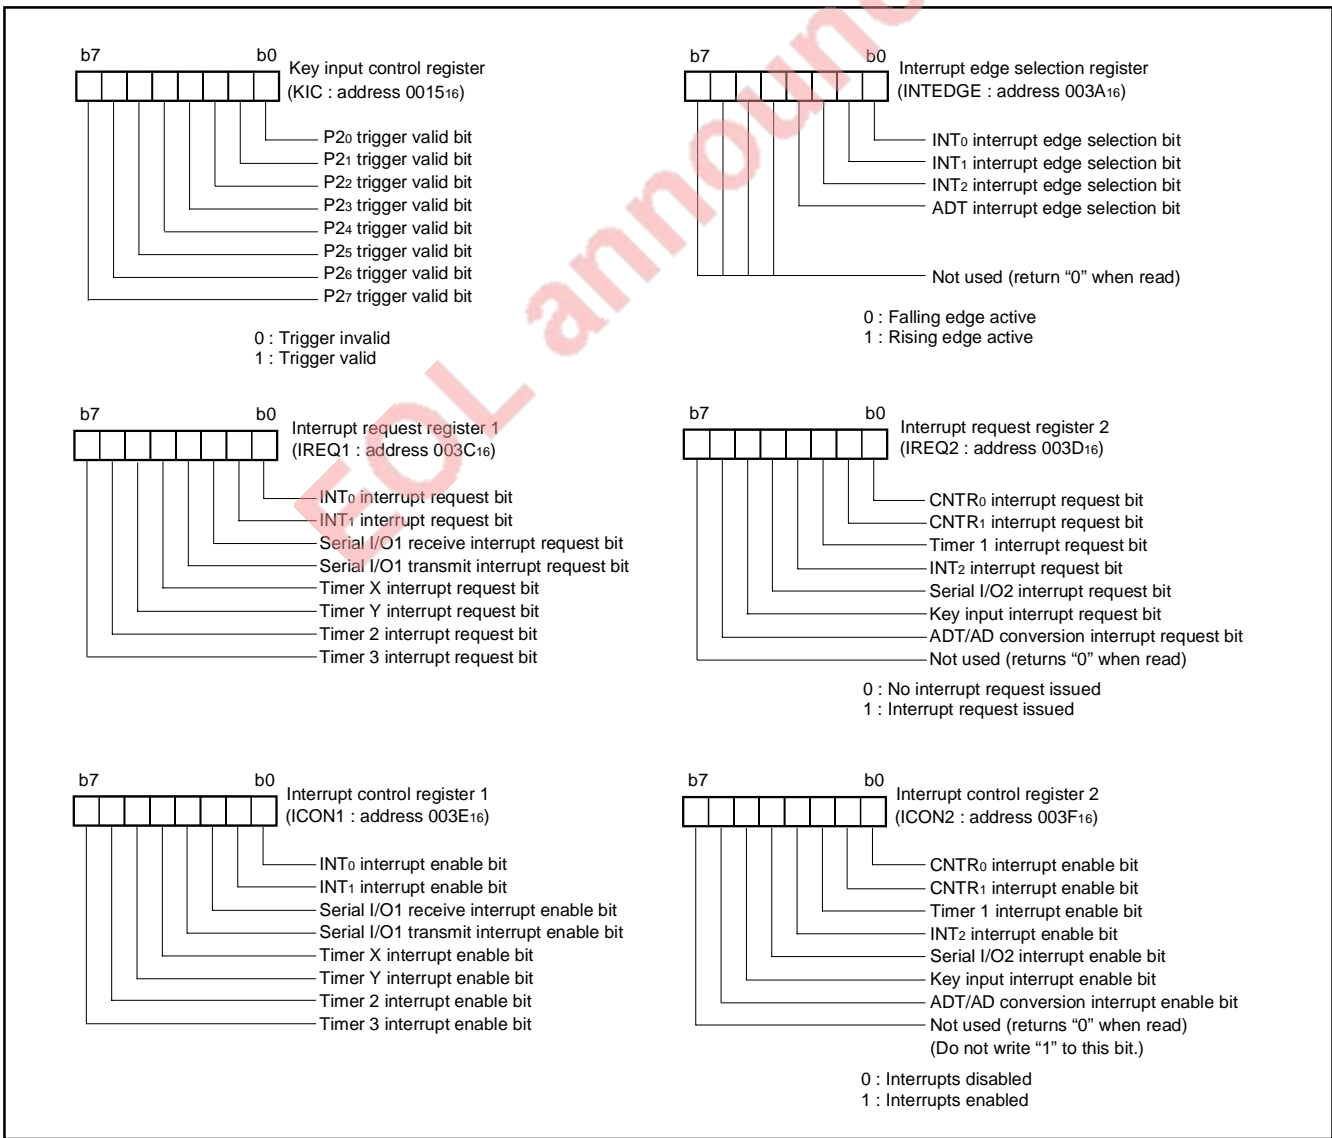 b7 b0
Key input control register
(KIC : address 001516)
P20 trigger valid bit
P21 trigger valid bit
P22 trigger valid bit
P23 trigger valid bit
P24 trigger valid bit
P25 trigger valid bit
P26 trigger valid bit
P27 trigger valid bit
0 : Trigger invalid
1 : Trigger valid
b7 b0
Interrupt edge selection register
(INTEDGE : address 003A16)
INT0 interrupt edge selection bit
INT1 interrupt edge selection bit
INT2 interrupt edge selection bit
ADT interrupt edge selection bit
Not used (return “0” when read)
0 : Falling edge active
1 : Rising edge active
b7 b0
Interrupt request register 1
(IREQ1 : address 003C16)
INT0 interrupt request bit
INT1 interrupt request bit
Serial I/O1 receive interrupt request bit
Serial I/O1 transmit interrupt request bit
Timer X interrupt request bit
Timer Y interrupt request bit
Timer 2 interrupt request bit
Timer 3 interrupt request bit
b7 b0
Interrupt request register 2
(IREQ2 : address 003D16)
CNTR0 interrupt request bit
CNTR1 interrupt request bit
Timer 1 interrupt request bit
INT2 interrupt request bit
Serial I/O2 interrupt request bit
Key input interrupt request bit
ADT/AD conversion interrupt request bit
Not used (returns “0” when read)
0 : No interrupt request issued
1 : Interrupt request issued
b7 b0
Interrupt control register 1
(ICON1 : address 003E16)
INT0 interrupt enable bit
INT1 interrupt enable bit
Serial I/O1 receive interrupt enable bit
Serial I/O1 transmit interrupt enable bit
Timer X interrupt enable bit
Timer Y interrupt enable bit
Timer 2 interrupt enable bit
Timer 3 interrupt enable bit
b7 b0
Interrupt control register 2
(ICON2 : address 003F16)
CNTR0 interrupt enable bit
CNTR1 interrupt enable bit
Timer 1 interrupt enable bit
INT2 interrupt enable bit
Serial I/O2 interrupt enable bit
Key input interrupt enable bit
ADT/AD conversion interrupt enable bit
Not used (returns “0” when read)
(Do not write “1” to this bit.)
0 : Interrupts disabled
1 : Interrupts enabled
EOL announc